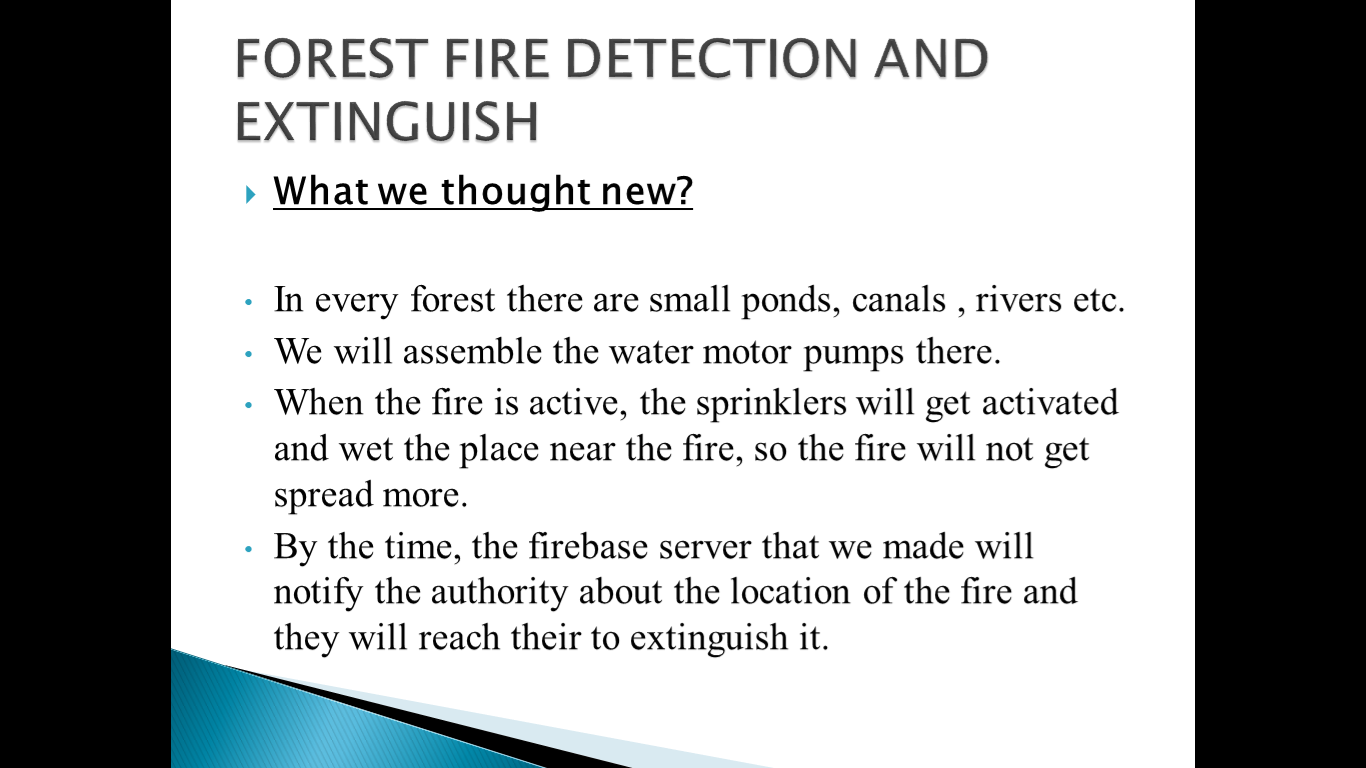 FOREST FIRE DETECTION AND
EXTINGUISH
What we thought new?
In every forest there are small ponds, canals , rivers etc.
We will assemble the water motor pumps there.
When the fire is active, the sprinklers will get activated
and wet the place near the fire, so the fire will not get
spread more.
By the time, the firebase server that we made will
notify the authority about the location of the fire and
they will reach their to extinguish it.